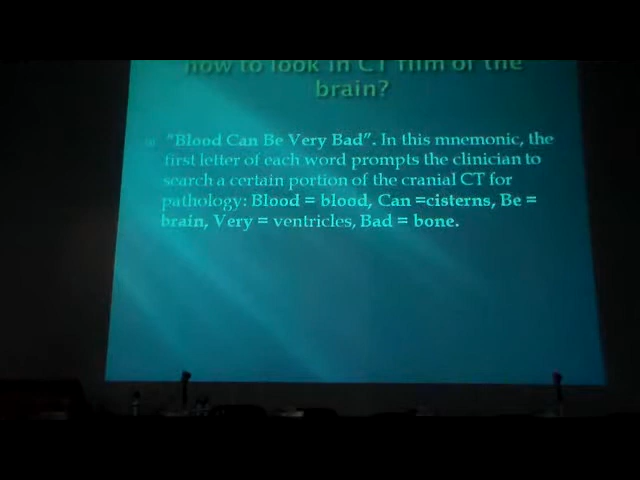 how to look in CT film of the
brain?
"Blood Can Be Very Bad". In this mnemonic, the
first letter of each word prompts the clinician to
search a certain portion of the cranial CT for
pathology: Blood = blood, Can =cisterns, Be =
brain, Very = ventricles, Bad = bone.